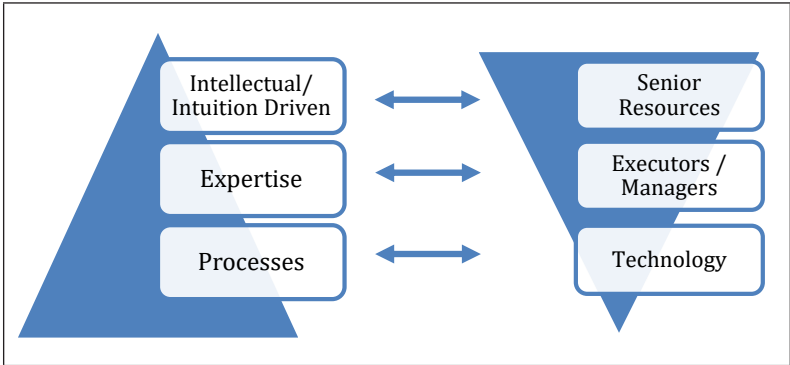 Intellectual/
Intuition Driven
Expertise
Processes
Senior
Resources
Executors /
Managers
Technology